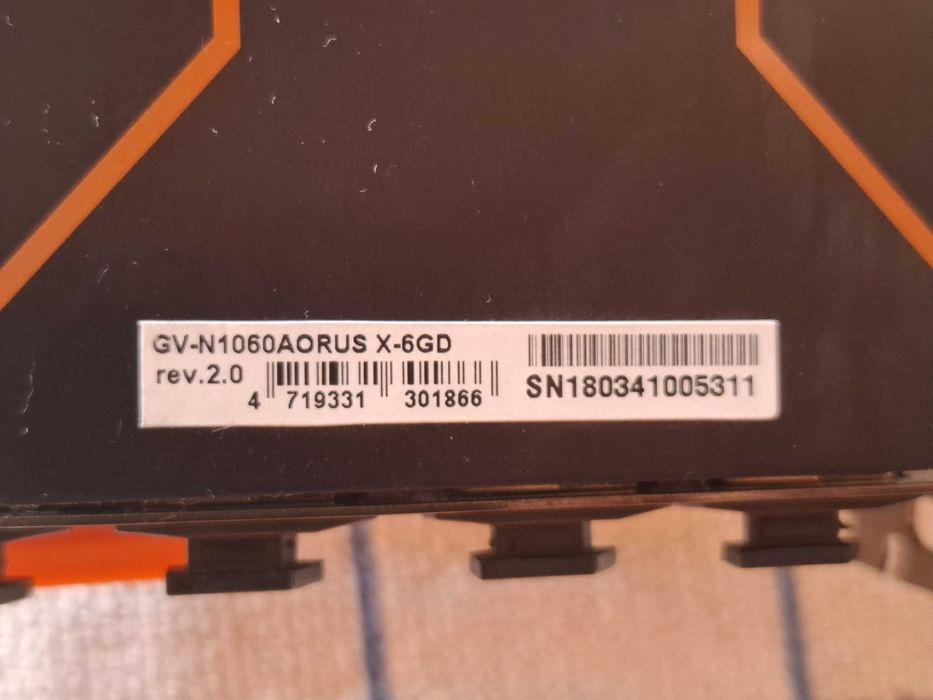 GV-N1060AORUS X-6GD
rev.2.0
4 719331 301866
SN180341005311